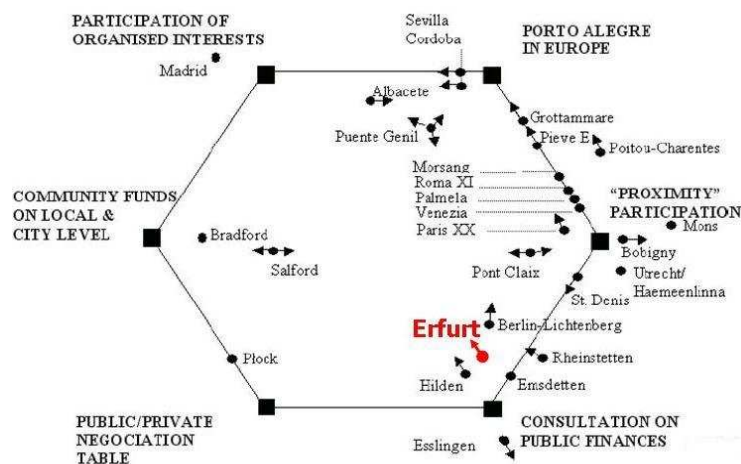 PARTICIPATION OF
ORGANISED INTERESTS
Madrid
Sevilla
Cordoba
PORTO ALEGRE
IN EUROPE
Albacete
Puente Genil
Grottammare
Pieve E
Poitou-Charentes
Morsang
Roma XI
Palmela
Venezia
Paris XX
"PROXIMITY"
PARTICIPATION
Mons
COMMUNITY FUNDS
ON LOCAL &
CITY LEVEL
Bradford
Salford
Pont Claix
Bobigny
Utrecht/
Haemeenlinna
St. Denis
Erfurt
Berlin-Lichtenberg
Płock
Rheinstetten
Hilden
Emsdetten
PUBLIC/PRIVATE
NEGOCIATION
TABLE
CONSULTATION ON
PUBLIC FINANCES
Esslingen